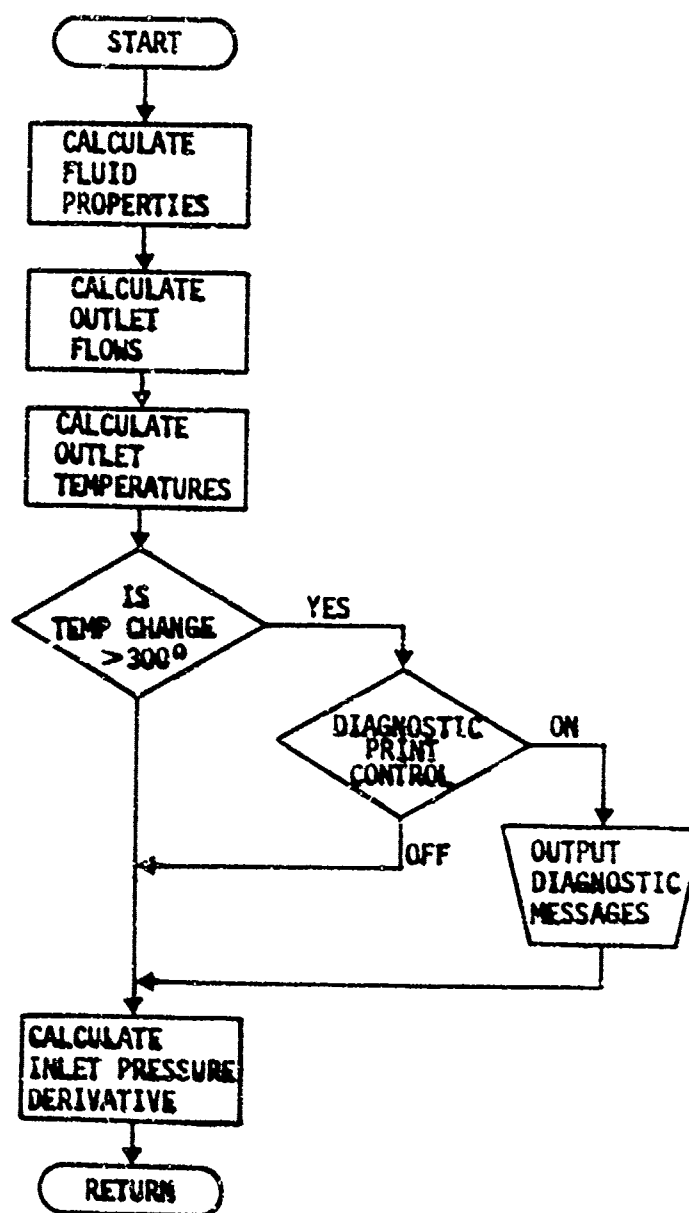 START
CALCULATE
FLUID
PROPERTIES
CALCULATE
OUTLET
FLOWS
CALCULATE
OUTLET
TEMPERATURES
IS
TEMP CHANGE
>300°
YES
DIAGNOSTIC
PRINT
CONTROL
ON
OFF
OUTPUT
DIAGNOSTIC
MESSAGES
CALCULATE
INLET PRESSURE
DERIVATIVE
RETURN